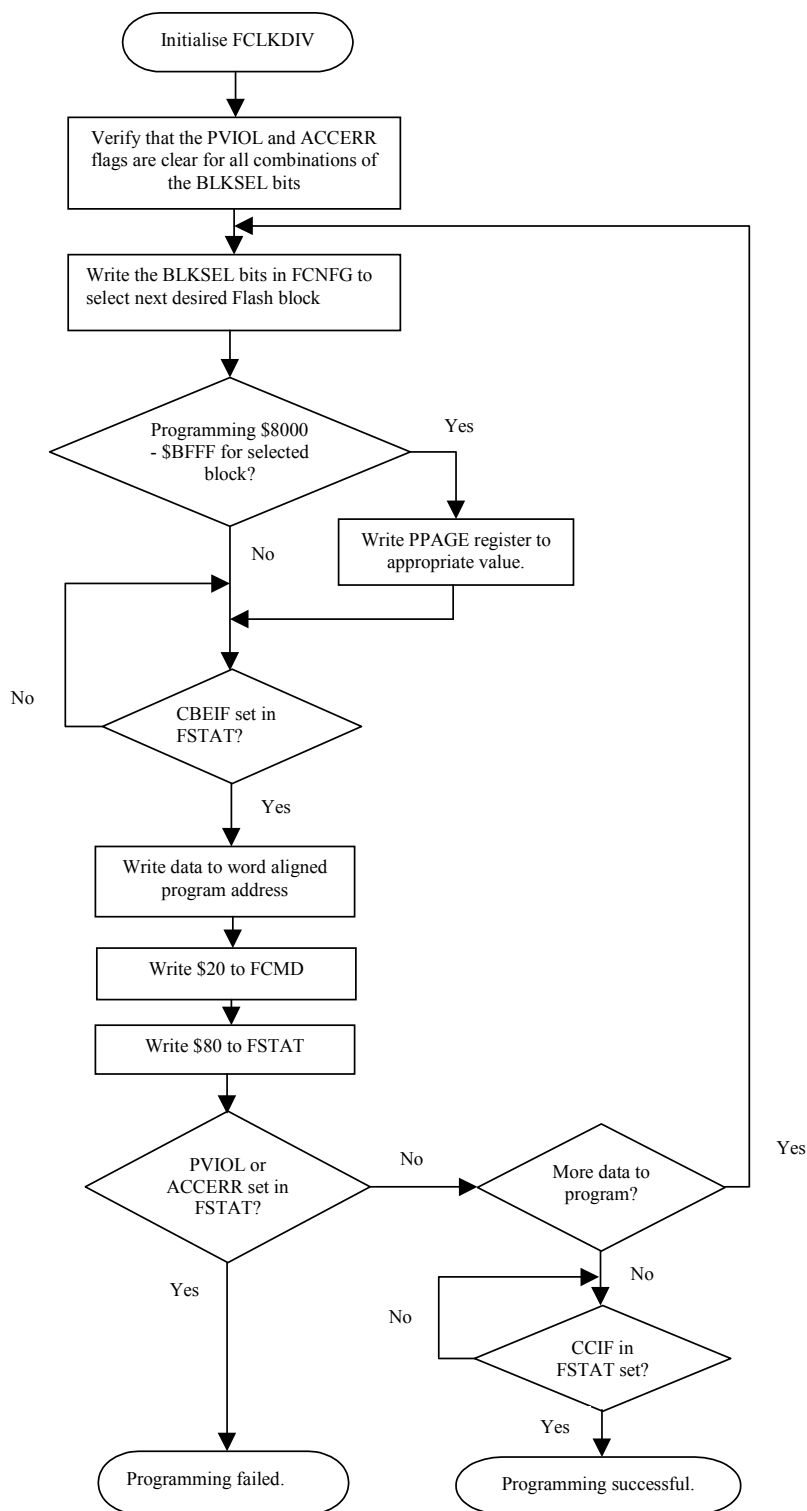 Initialise FCLKDIV
Verify that the PVIOL and ACCERR
flags are clear for all combinations of
the BLKSEL bits
Write the BLKSEL bits in FCNFG to
select next desired Flash block
Programming $8000
- $BFFF for selected
block?
Yes
Write PPAGE register to
appropriate value.
No
No
CBEIF set in
FSTAT?
Yes
Write data to word aligned
program address
Write $20 to FCMD
Write $80 to FSTAT
PVIOL or
ACCERR set in
FSTAT?
No
More data to
program?
Yes
Yes
No
No
CCIF in
FSTAT set?
Yes
Programming failed.
Programming successful.